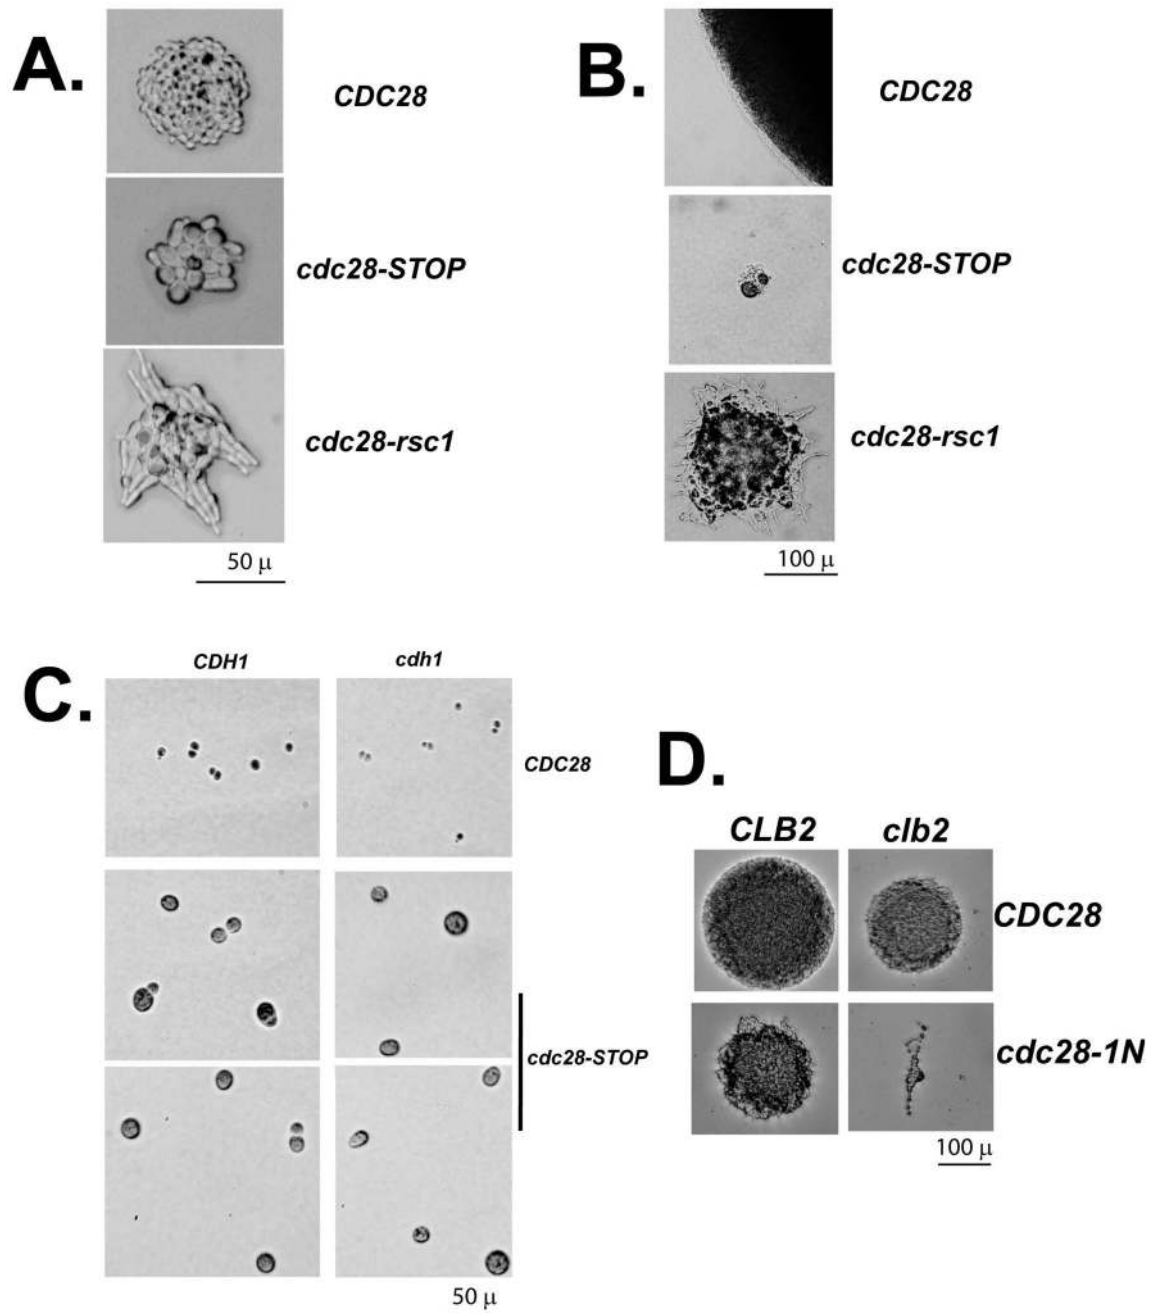 A.
CDC28
cdc28-STOP
cdc28-rsc1
50 μ
B.
CDC28
cdc28-STOP
cdc28-rsc1
100 μ
C.
CDH1 cdh1
CDC28
cdc28-STOP
50 μ
D.
CLB2 clb2
CDC28
cdc28-1N
100 μ